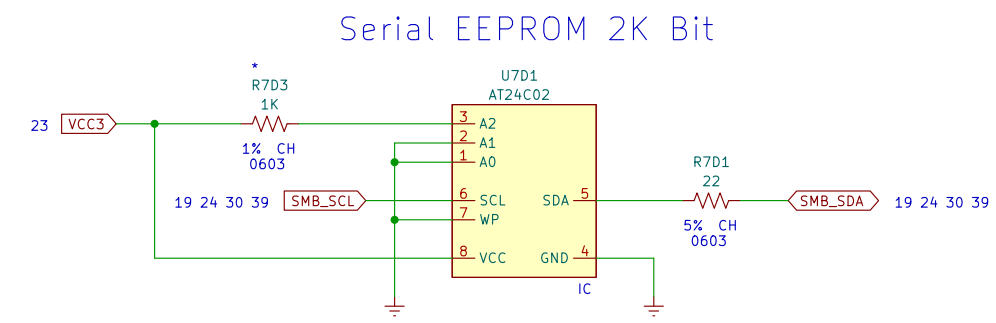 Serial EEPROM 2K Bit
*
R7D3
1K
1% CH
0603
23
VCC3
U7D1
AT24C02
3 A2
2 A1
1 A0
6 SCL
7 WP
8 VCC
SDA 5
GND 4
IC
19 24 30 39
SMB_SCL
R7D1
22
5% CH
0603
SMB_SDA
19 24 30 39